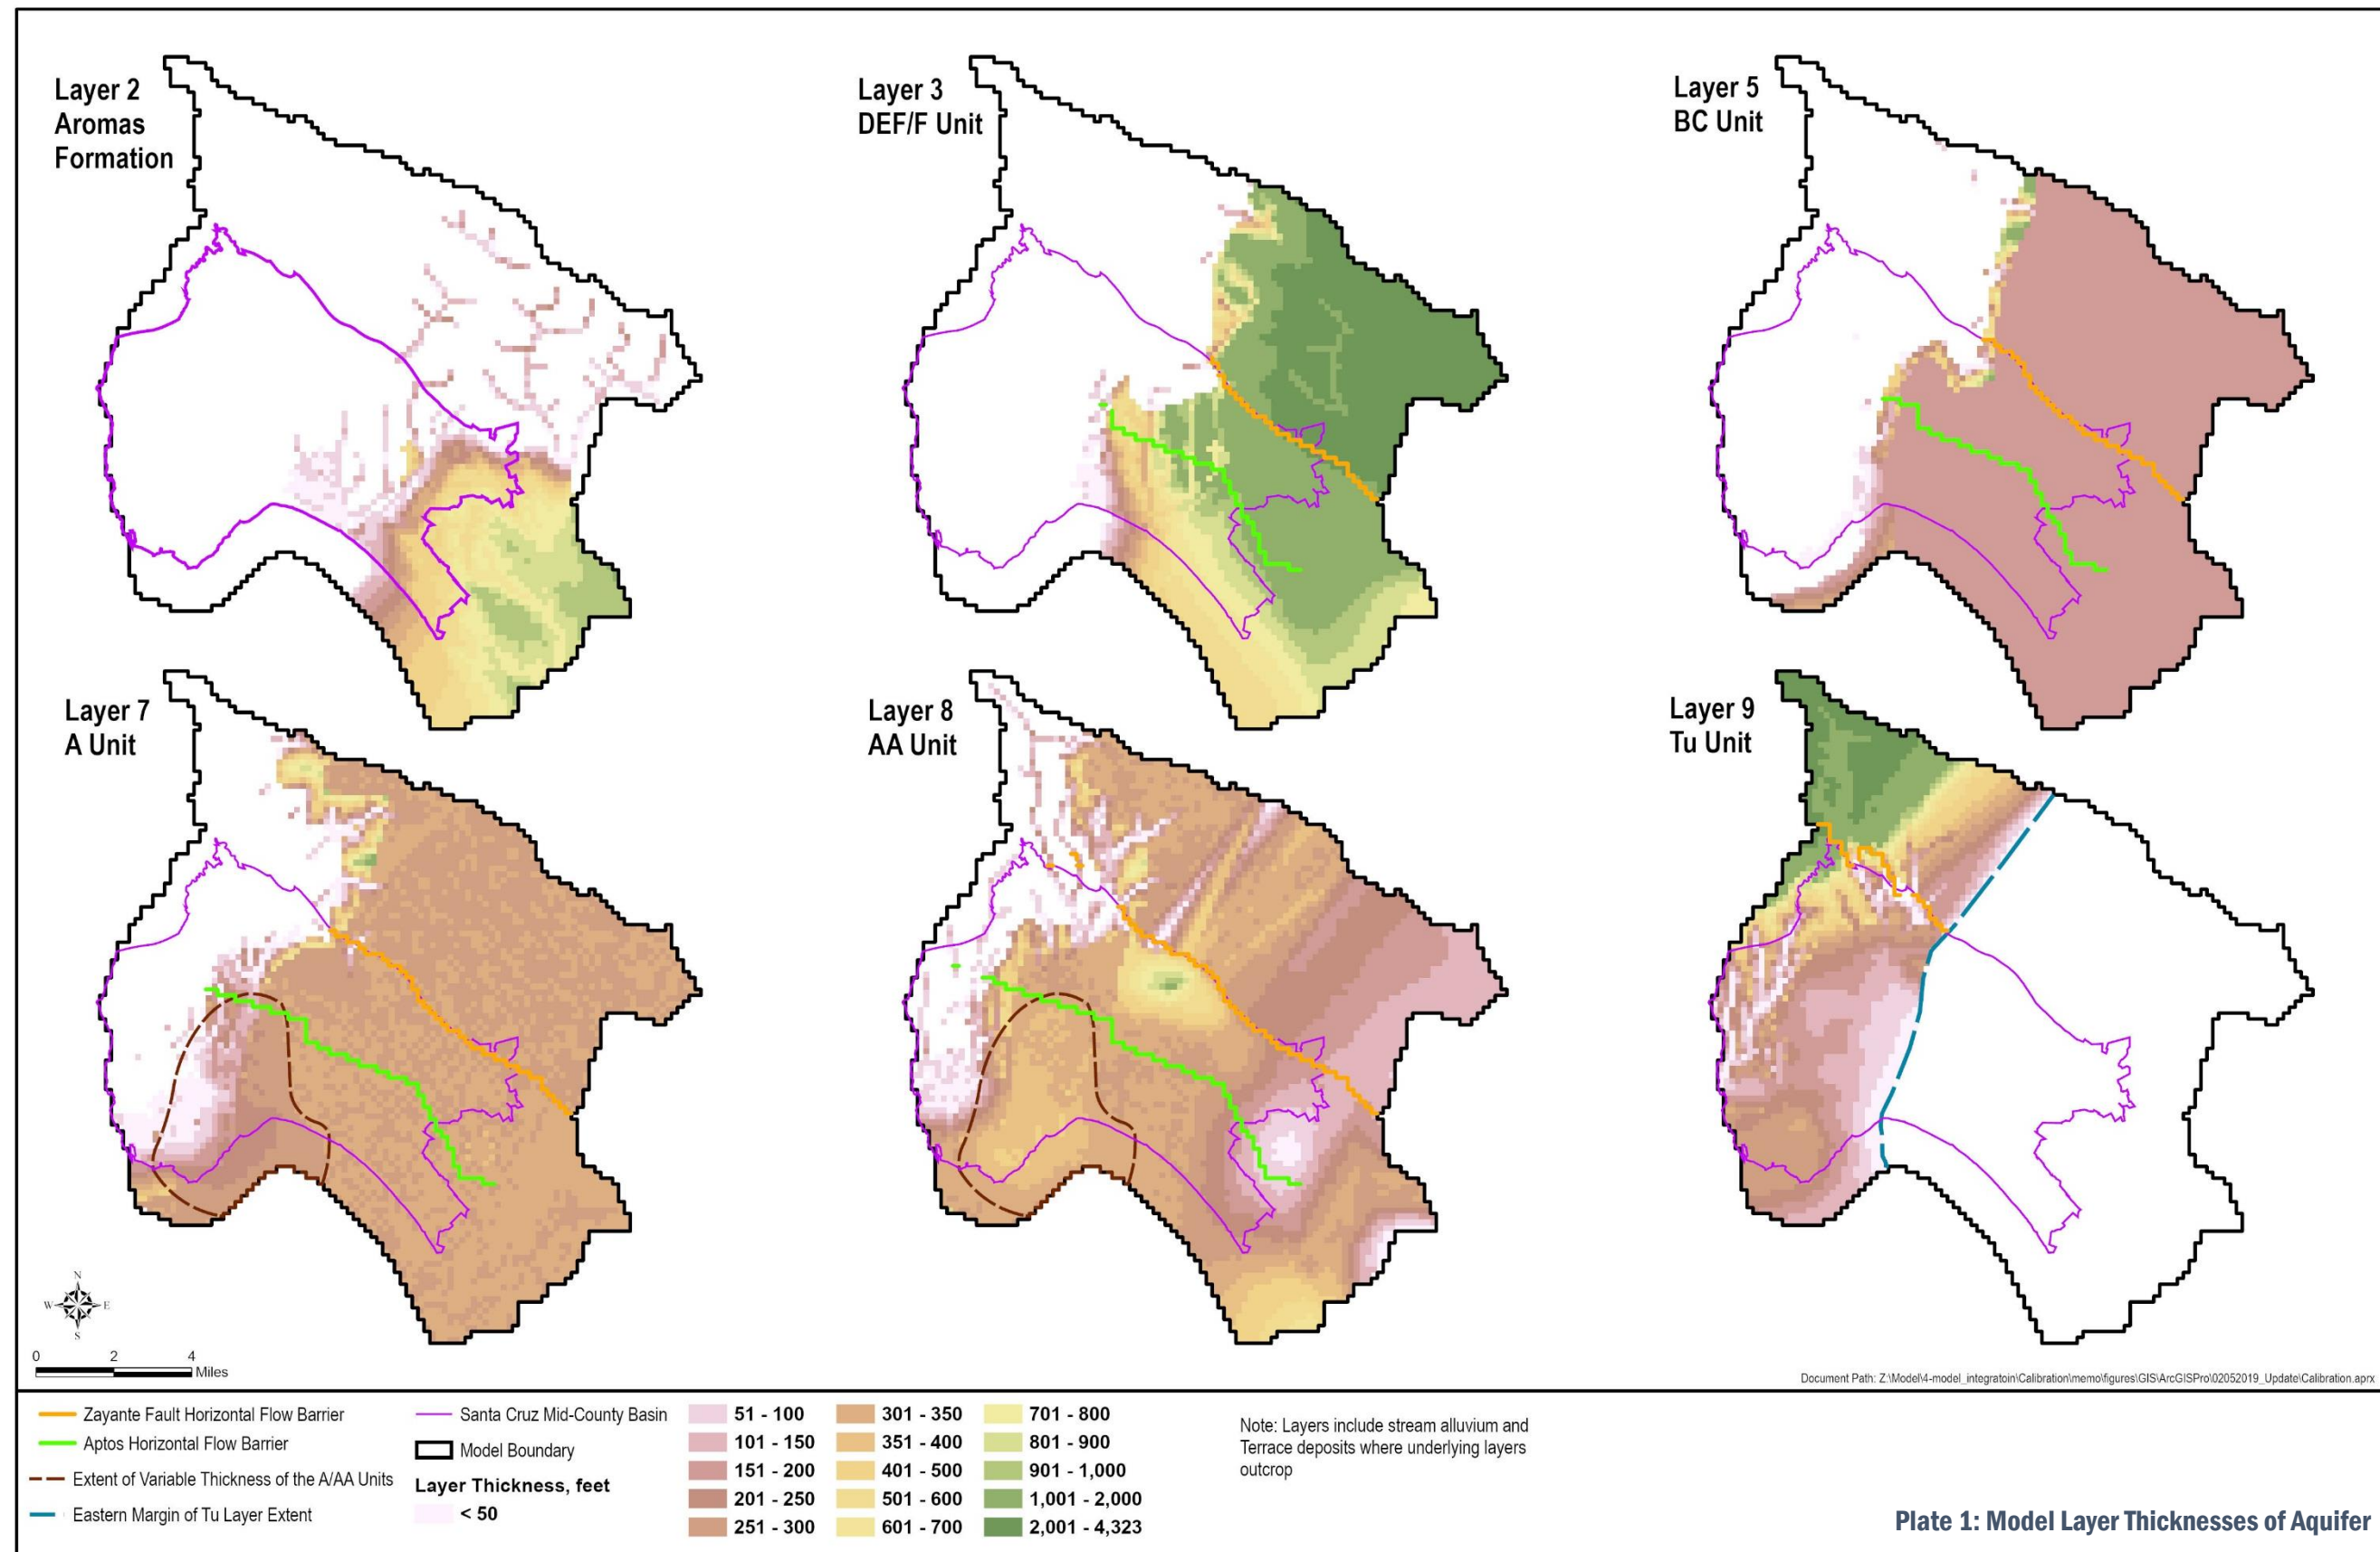 Layer 2
Aromas
Formation
Layer 3
DEF/F Unit
Layer 5
BC Unit
Layer 7
A Unit
Layer 8
AA Unit
Layer 9
Tu Unit
N
W E
S
0 2 4
Miles
Document Path: Z:\Model\4-model_integratoin\Calibration\memo\figures\GIS\ArcGISPro\02052019_Update\Calibration.aprx
Zayante Fault Horizontal Flow Barrier
Aptos Horizontal Flow Barrier
Extent of Variable Thickness of the A/AA Units
Eastern Margin of Tu Layer Extent
Santa Cruz Mid-County Basin
Model Boundary
Layer Thickness, feet
< 50
51 - 100
101 - 150
151 - 200
201 - 250
251 - 300
301 - 350
351 - 400
401 - 500
501 - 600
601 - 700
701 - 800
801 - 900
901 - 1,000
1,001 - 2,000
2,001 - 4,323
Note: Layers include stream alluvium and
Terrace deposits where underlying layers
outcrop
Plate 1: Model Layer Thicknesses of Aquifer